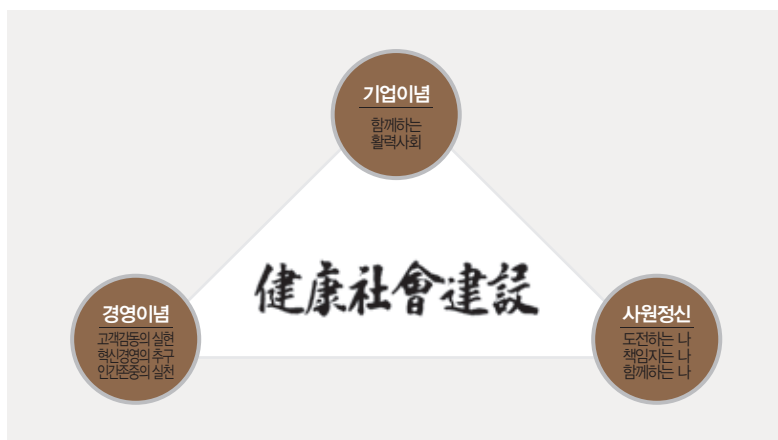 기업이념
함께하는
활력사회
健康社會建設
경영이념
고객감동의 실현
혁신경영의 추구
인간존중의 실천
사원정신
도전하는 나
책임지는 나
함께하는 나